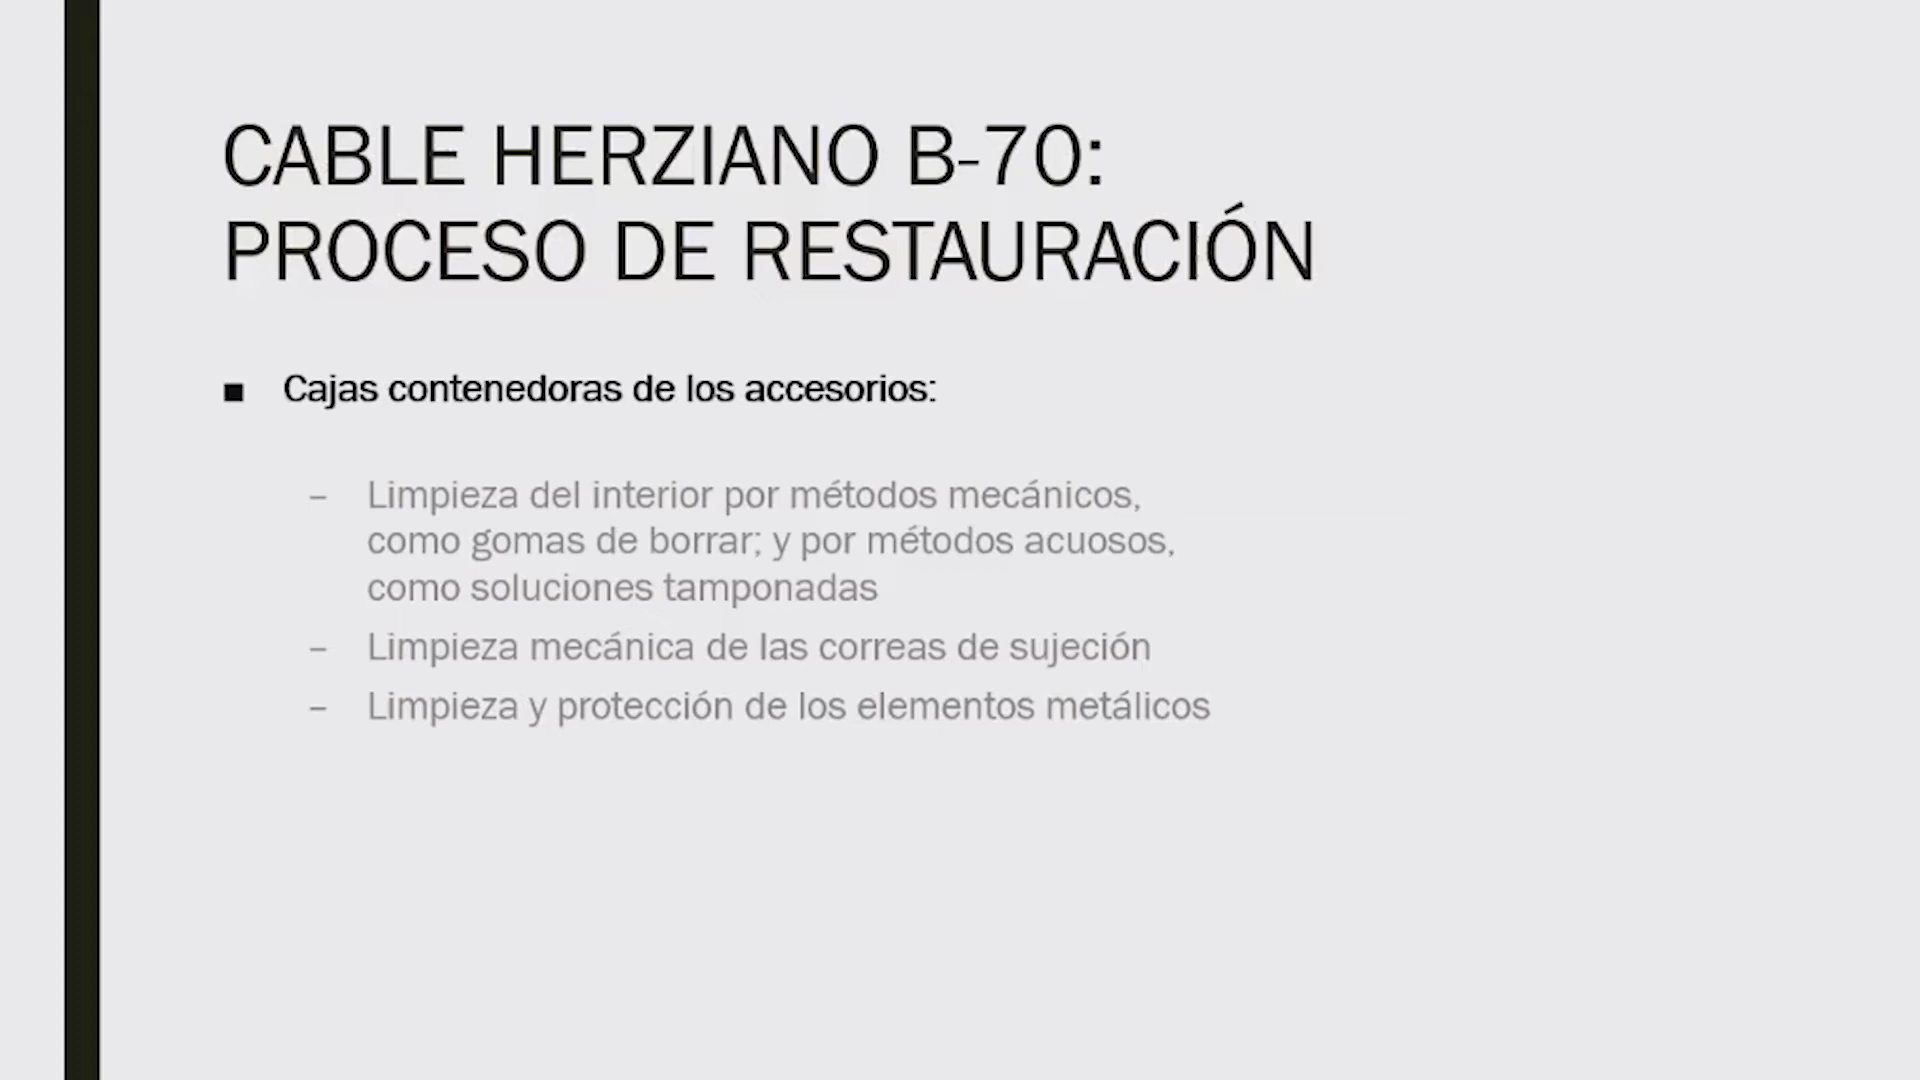 CABLE HERZIANO B-70:
PROCESO DE RESTAURACIÓN
■ Cajas contenedoras de los accesorios:
– Limpieza del interior por métodos mecánicos,
como gomas de borrar; y por métodos acuosos,
como soluciones tamponadas
– Limpieza mecánica de las correas de sujeción
– Limpieza y protección de los elementos metálicos